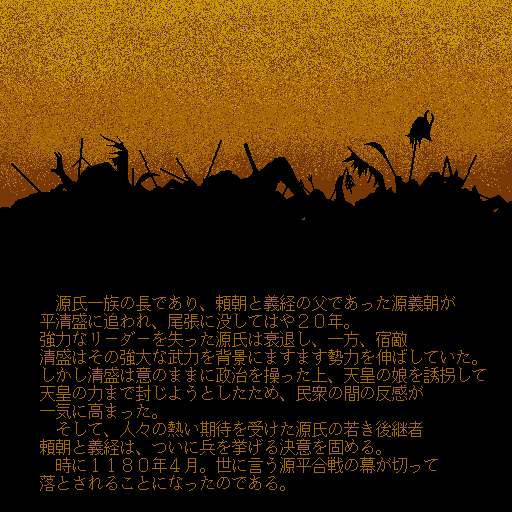 源氏一族の長であり、頼朝と義経の父であった源義朝が
平清盛に追われ、尾張に没してはや２０年。
強力なリーダーを失った源氏は衰退し、一方、宿敵
清盛はその強大な武力を背景にますます勢力を伸ばしていた。
しかし清盛は意のままに政治を操った上、天皇の娘を誘拐して
天皇の力まで封じようとしたため、民衆の間の反感が
一気に高まった。
　そして、人々の熱い期待を受けた源氏の若き後継者
頼朝と義経は、ついに兵を挙げる決意を固める。
　時に１１８０年４月。世に言う源平合戦の幕が切って
落とされることになったのである。